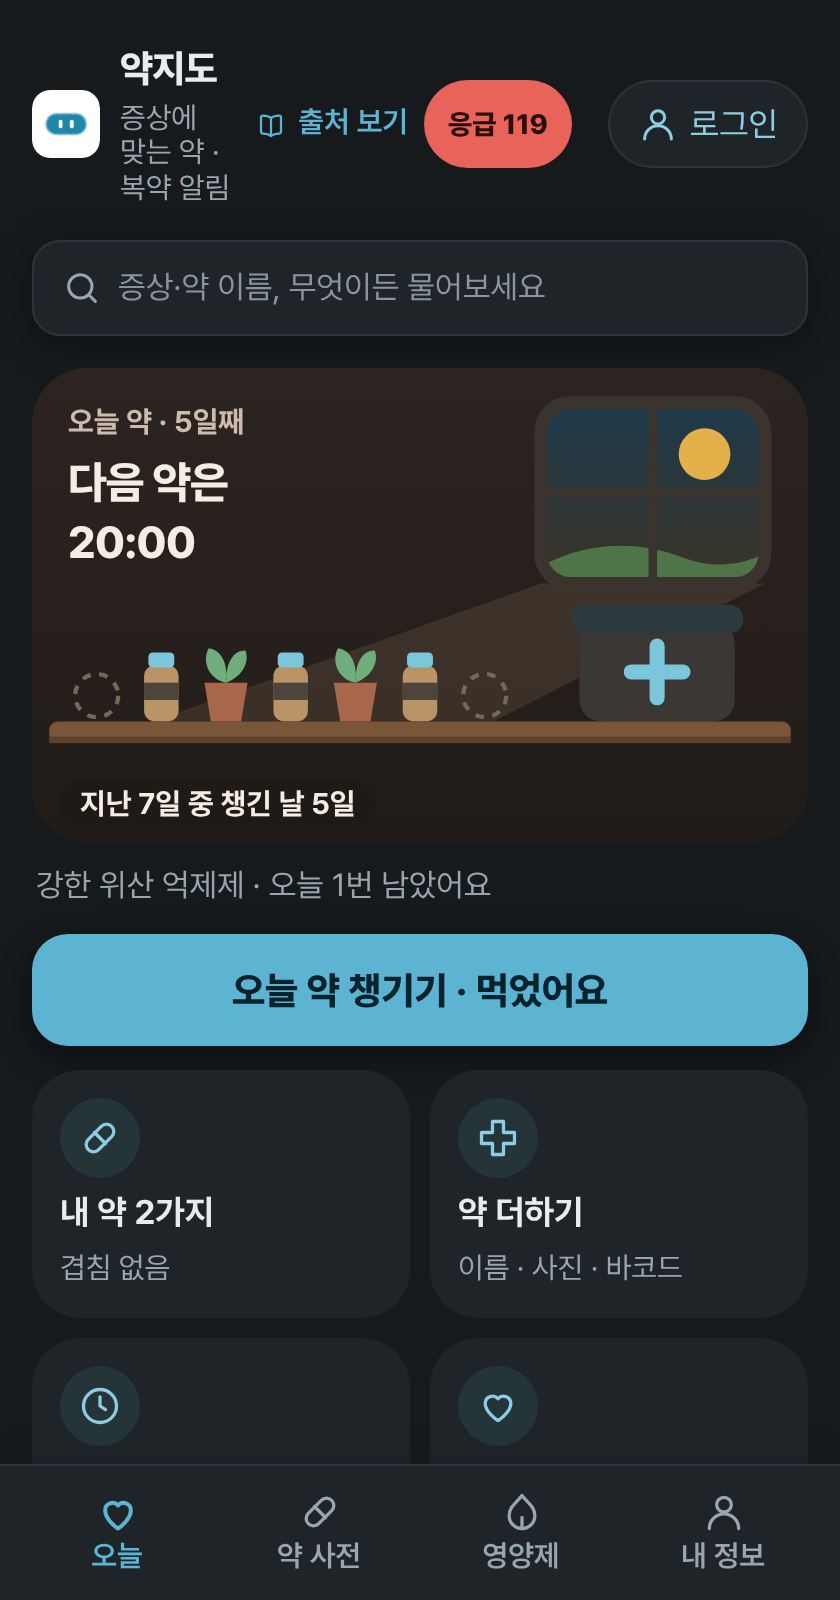 약지도
증상에
맞는 약 ·
복약 알림
출처 보기
응급 119
로그인
증상·약 이름, 무엇이든 물어보세요
오늘 약 · 5일째
다음 약은
20:00
지난 7일 중 챙긴 날 5일
강한 위산 억제제 · 오늘 1번 남았어요
오늘 약 챙기기 · 먹었어요
내 약 2가지
겹침 없음
약 더하기
이름 · 사진 · 바코드
오늘
약 사전
영양제
내 정보